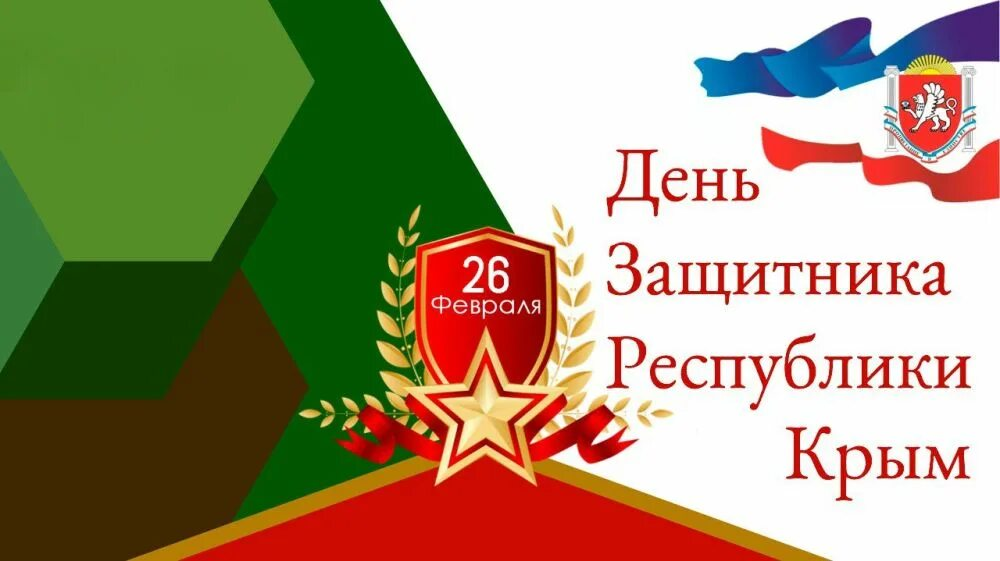 День
Защитника
Республики
Крым
26
Февраля